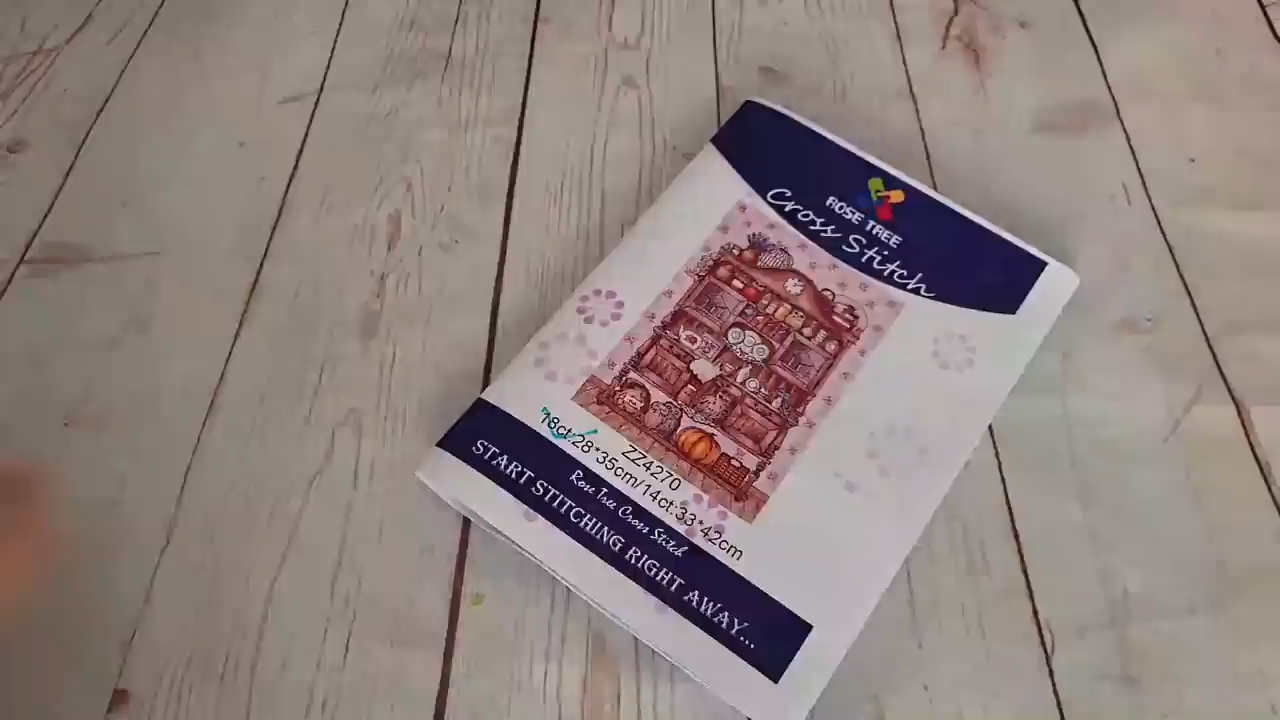 ROSE TREE
Cross Stitch
ZZ4270
18ct:28*35cm/14ct:33*42cm
Rose Tree Cross Stitch
START STITCHING RIGHT AWAY...